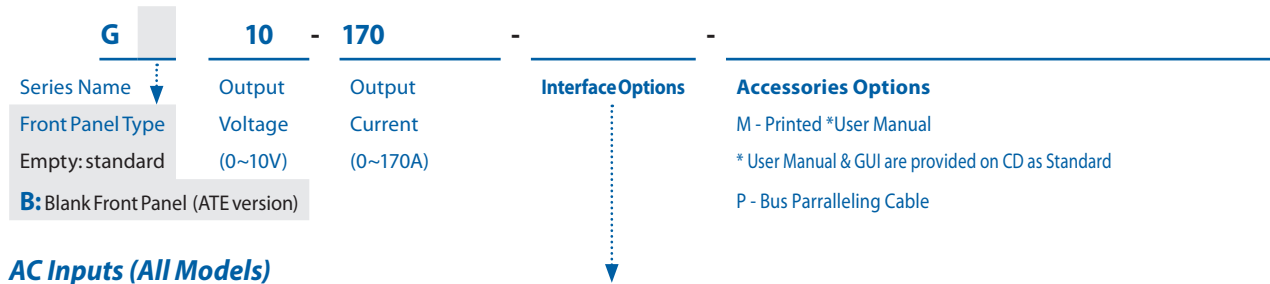 G 10 - 170 - -
Series Name Output Output Interface Options Accessories Options
Front Panel Type Voltage Current M - Printed *User Manual
Empty: standard (0~10V) (0~170A) * User Manual & GUI are provided on CD as Standard
B: Blank Front Panel (ATE version) P - Bus Parralleling Cable
AC Inputs (All Models)